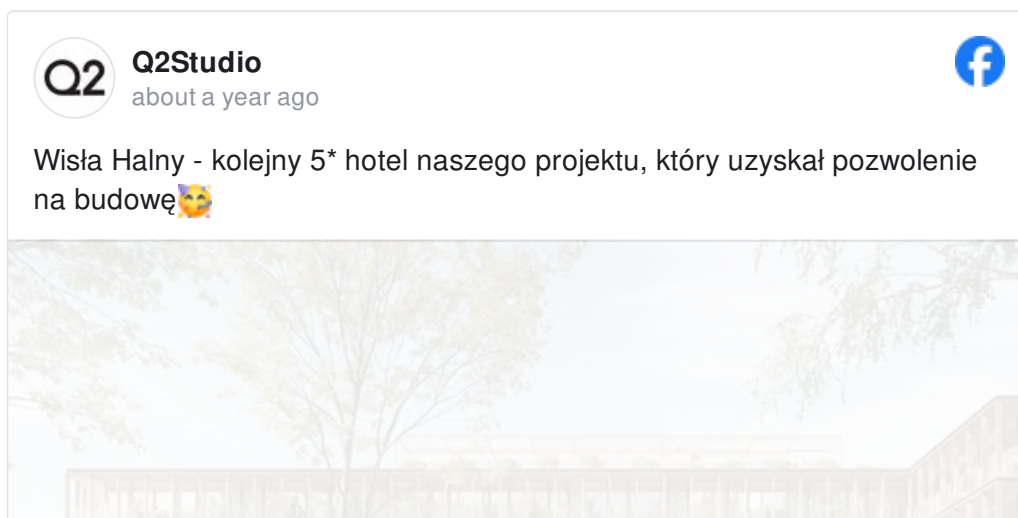 Q2
Q2Studio
about a year ago
Wisła Halny - kolejny 5* hotel naszego projektu, który uzyskał pozwolenie
na budowę🥳